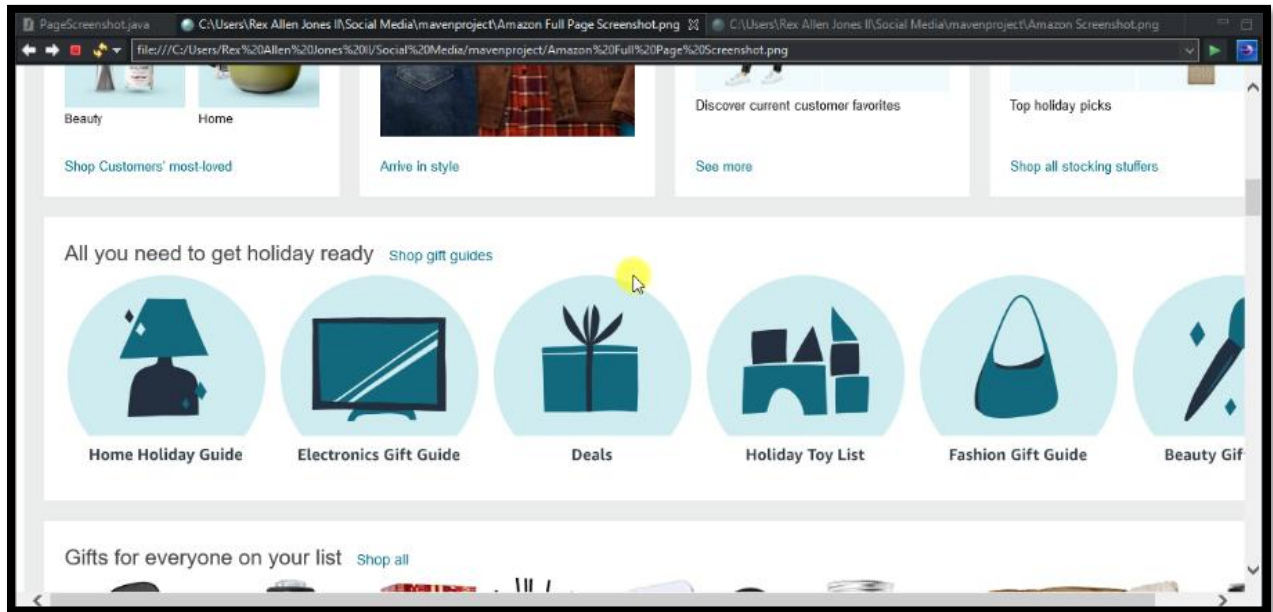 PageScreenshot.java
C:\Users\Rex Allen Jones II\Social Media\mavenproject\Amazon Full Page Screenshot.png
C:\Users\Rex Allen Jones II\Social Media\mavenproject\Amazon Screenshot.png
file:///C:/Users/Rex%20Allen%20Jones%20II/Social%20Media/mavenproject/Amazon%20Full%20Page%20Screenshot.png
Beauty Home
Discover current customer favorites
Top holiday picks
Shop Customers' most-loved
Arrive in style
See more
Shop all stocking stuffers
All you need to get holiday ready Shop gift guides
Home Holiday Guide
Electronics Gift Guide
Deals
Holiday Toy List
Fashion Gift Guide
Beauty Gif
Gifts for everyone on your list Shop all